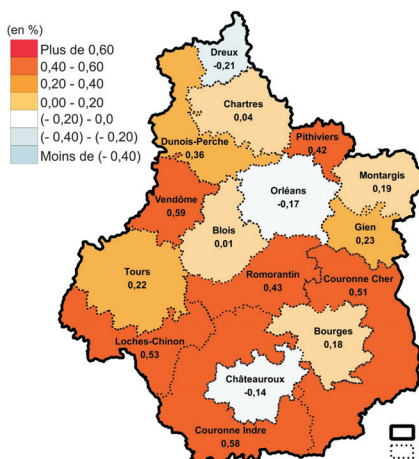 (en %)
Plus de 0,60
0,40 - 0,60
0,20 - 0,40
0,00 - 0,20
(- 0,20) - 0,0
(- 0,40) - (- 0,20)
Moins de (- 0,40)
Dreux
-0,21
Chartres
0,04
Dunois-Perche
0,36
Pithiviers
0,42
Orléans
-0,17
Montargis
0,19
Vendôme
0,59
Blois
0,01
Gien
0,23
Tours
0,22
Romorantin
0,43
Couronne Cher
0,51
Loches-Chinon
0,53
Bourges
0,18
Châteauroux
-0,14
Couronne Indre
0,58